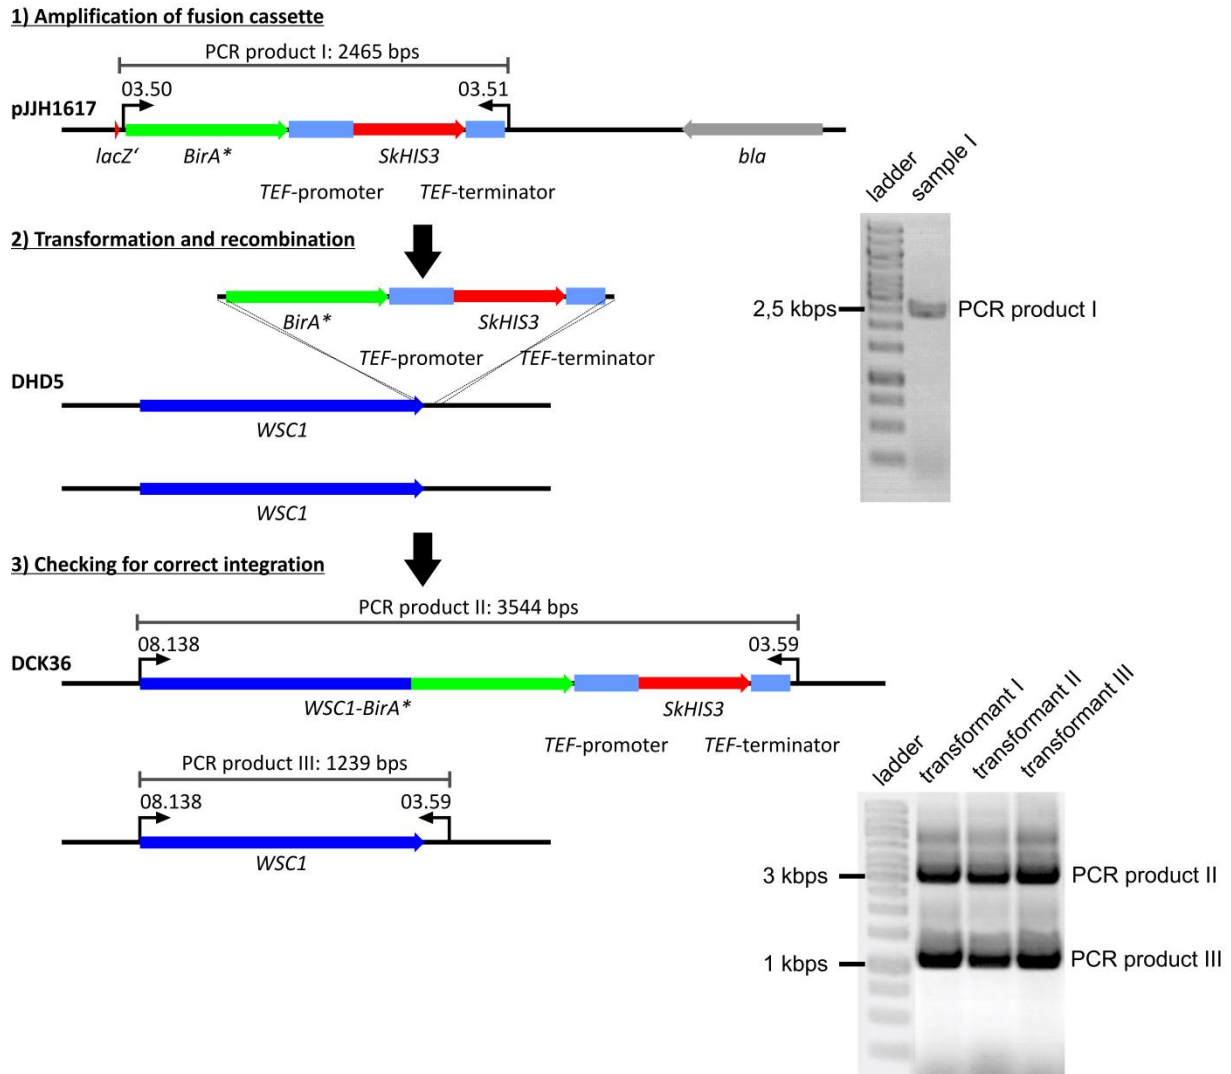 1) Amplification of fusion cassette
PCR product I: 2465 bps
03.50 03.51
pJJH1617
lacZ‘ BirA* SkHIS3 bla
TEF-promoter TEF-terminator
ladder
sample I
2,5 kbps PCR product I
2) Transformation and recombination
BirA* SkHIS3
TEF-promoter TEF-terminator
DHD5
WSC1
WSC1
3) Checking for correct integration
PCR product II: 3544 bps
08.138 03.59
DCK36
WSC1-BirA* SkHIS3
TEF-promoter TEF-terminator
PCR product III: 1239 bps
08.138 03.59
WSC1
ladder
transformant I
transformant II
transformant III
3 kbps PCR product II
1 kbps PCR product III